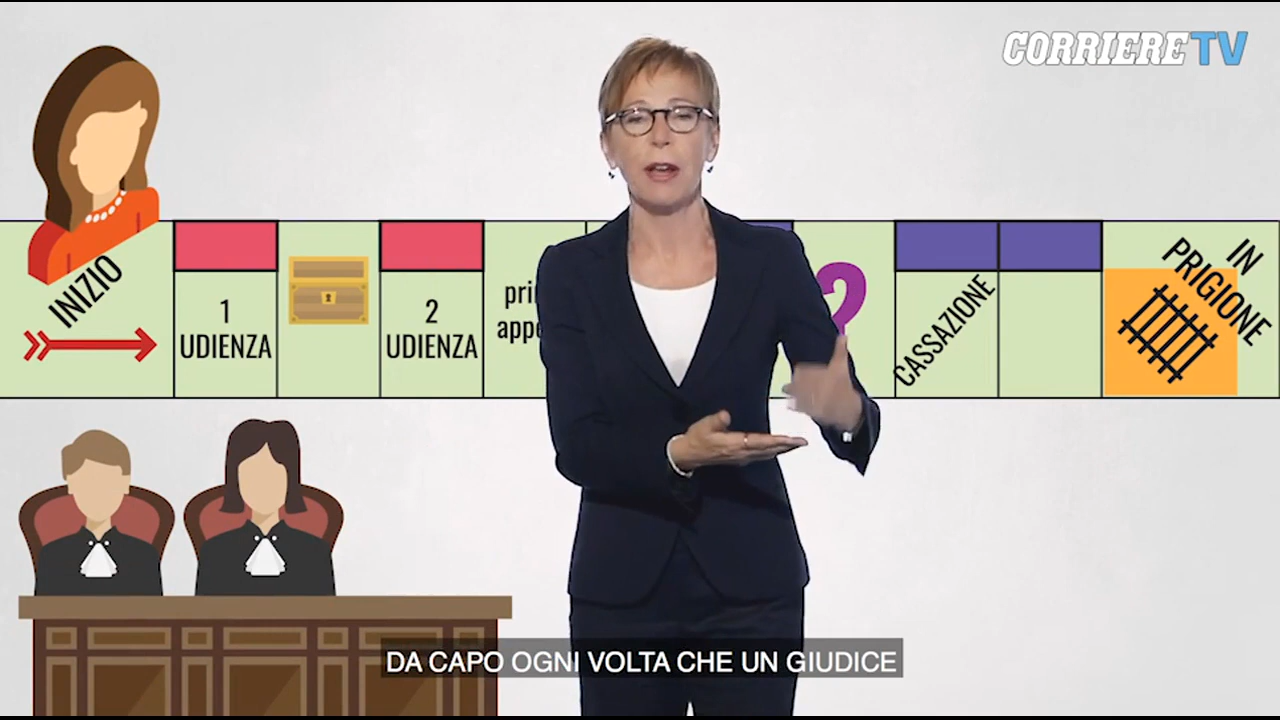 CORRIERETV
INIZIO
1
UDIENZA
2
UDIENZA
?
CASSAZIONE
IN
PRIGIONE
DA CAPO OGNI VOLTA CHE UN GIUDICE